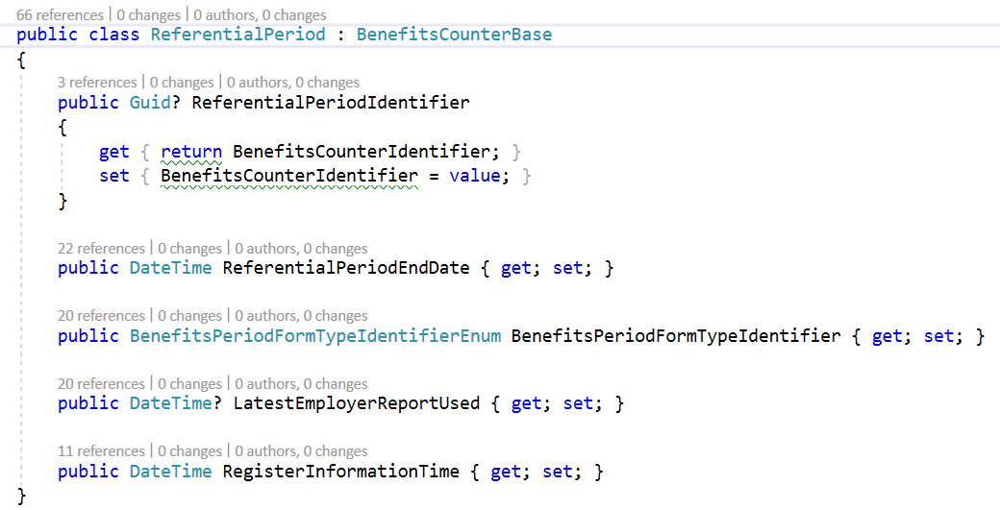 66 references | 0 changes | 0 authors, 0 changes
public class ReferentialPeriod : BenefitsCounterBase
{
3 references | 0 changes | 0 authors, 0 changes
public Guid? ReferentialPeriodIdentifier
{
get { return BenefitsCounterIdentifier; }
set { BenefitsCounterIdentifier = value; }
}
22 references | 0 changes | 0 authors, 0 changes
public DateTime ReferentialPeriodEndDate { get; set; }
20 references | 0 changes | 0 authors, 0 changes
public BenefitsPeriodFormTypeIdentifierEnum BenefitsPeriodFormTypeIdentifier { get; set; }
20 references | 0 changes | 0 authors, 0 changes
public DateTime? LatestEmployerReportUsed { get; set; }
11 references | 0 changes | 0 authors, 0 changes
public DateTime RegisterInformationTime { get; set; }
}